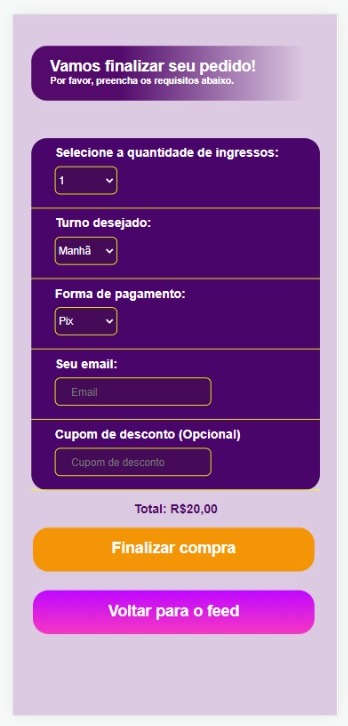 Vamos finalizar seu pedido!
Por favor, preencha os requisitos abaixo.
Selecione a quantidade de ingressos:
1
Turno desejado:
Manhã
Forma de pagamento:
Pix
Seu email:
Email
Cupom de desconto (Opcional)
Cupom de desconto
Total: R$20,00
Finalizar compra
Voltar para o feed